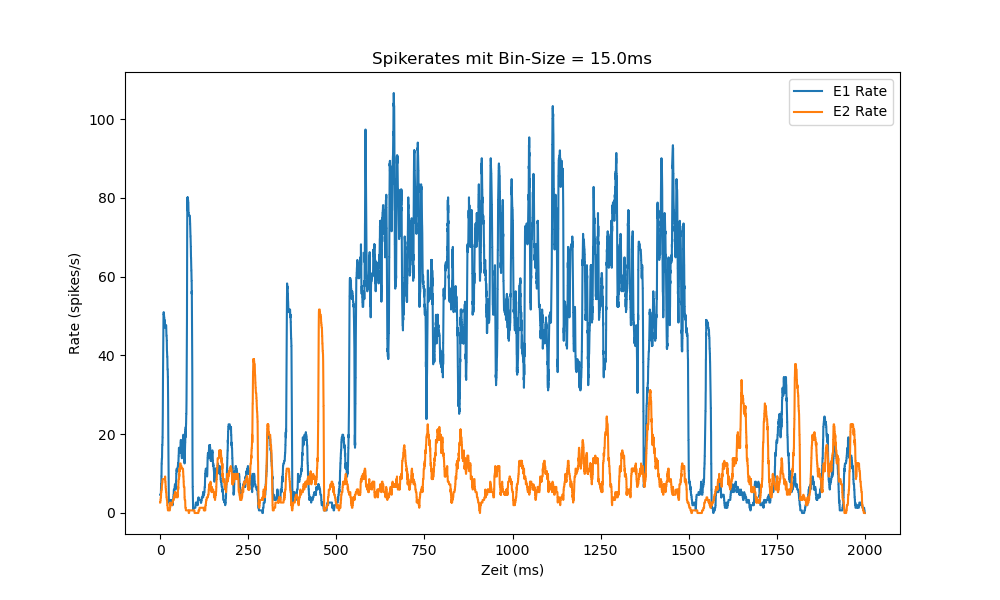 Spikerates mit Bin-Size = 15.0ms
E1 Rate
E2 Rate
100
80
60
40
20
0
Rate (spikes/s)
0 250 500 750 1000 1250 1500 1750 2000
Zeit (ms)